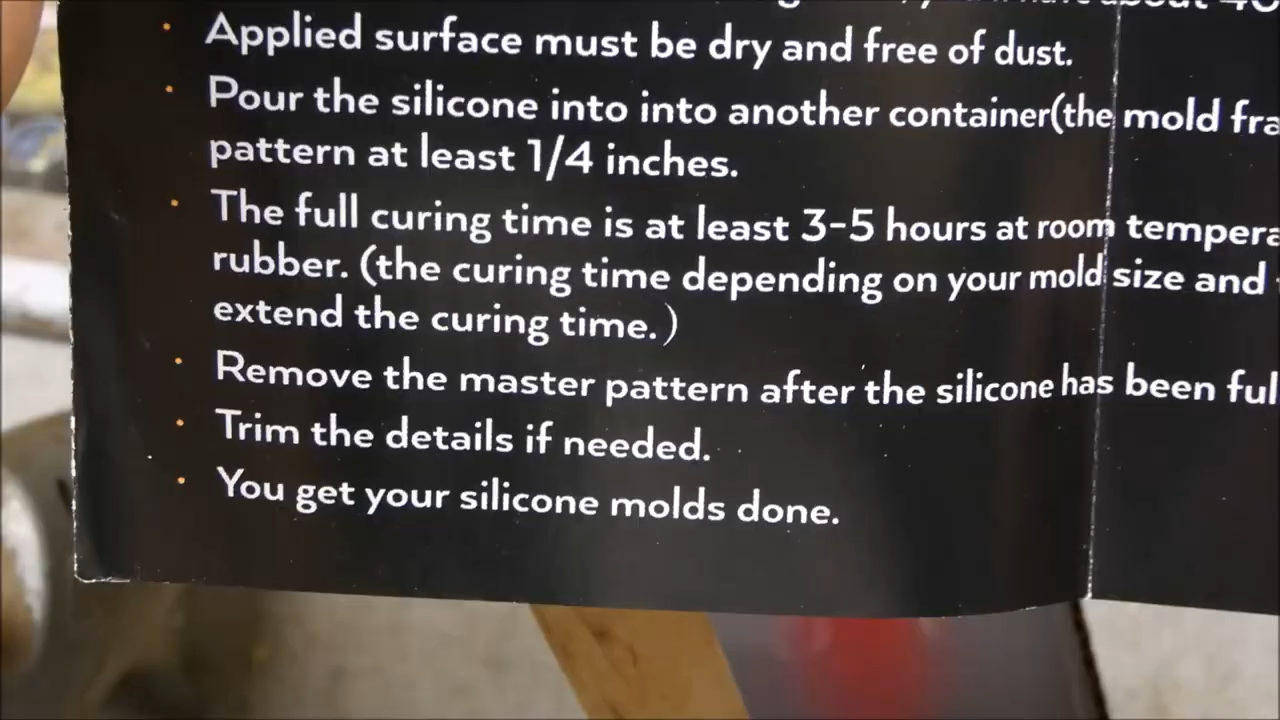 about 40
Applied surface must be dry and free of dust.
Pour the silicone into into another container(the mold fra
pattern at least 1/4 inches.
The full curing time is at least 3-5 hours at room tempera
rubber. (the curing time depending on your mold size and
extend the curing time.)
Remove the master pattern after the silicone has been ful
Trim the details if needed.
You get your silicone molds done.